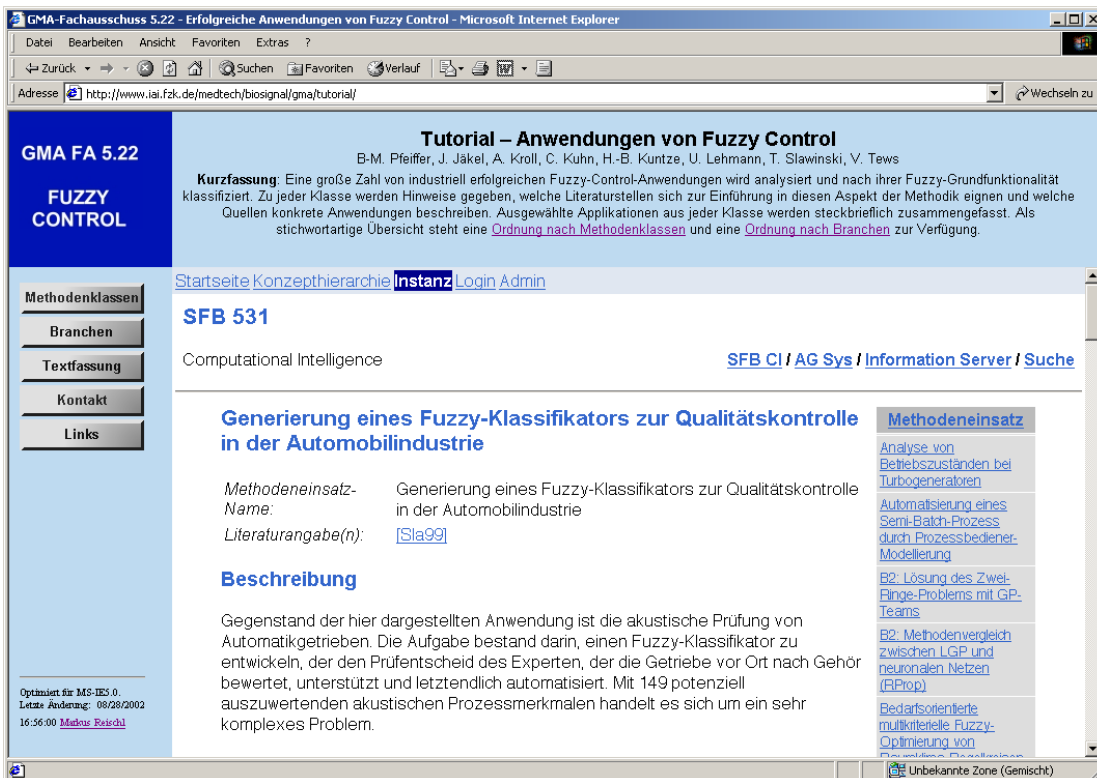 GMA-Fachausschuss 5.22 - Erfolgreiche Anwendungen von Fuzzy Control - Microsoft Internet Explorer
Datei Bearbeiten Ansicht Favoriten Extras ?
Zurück Suchen Favoriten Verlauf
Adresse http://www.iai.fzk.de/medtech/biosignal/gma/tutorial/ Wechseln zu
GMA FA 5.22
FUZZY
CONTROL
Tutorial – Anwendungen von Fuzzy Control
B-M. Pfeiffer, J. Jäkel, A. Kroll, C. Kuhn, H.-B. Kuntze, U. Lehmann, T. Slawinski, V. Tews
Kurzfassung: Eine große Zahl von industriell erfolgreichen Fuzzy-Control-Anwendungen wird analysiert und nach ihrer Fuzzy-Grundfunktionalität
klassifiziert. Zu jeder Klasse werden Hinweise gegeben, welche Literaturstellen sich zur Einführung in diesen Aspekt der Methodik eignen und welche
Quellen konkrete Anwendungen beschreiben. Ausgewählte Applikationen aus jeder Klasse werden steckbrieflich zusammengefasst. Als
stichwortartige Übersicht steht eine Ordnung nach Methodenklassen und eine Ordnung nach Branchen zur Verfügung.
Methodenklassen
Branchen
Textfassung
Kontakt
Links
Optimiert für MS-IE5.0.
Letzte Änderung: 08/28/2002
16:56:00 Markus Reischl
Startseite Konzepthierarchie Instanz Login Admin
SFB 531
Computational Intelligence
SFB CI / AG Sys / Information Server / Suche
Generierung eines Fuzzy-Klassifikators zur Qualitätskontrolle
in der Automobilindustrie
Methodeneinsatz-
Name:
Generierung eines Fuzzy-Klassifikators zur Qualitätskontrolle
in der Automobilindustrie
Literaturangabe(n): [Sla99]
Beschreibung
Gegenstand der hier dargestellten Anwendung ist die akustische Prüfung von
Automatikgetrieben. Die Aufgabe bestand darin, einen Fuzzy-Klassifikator zu
entwickeln, der den Prüfentscheid des Experten, der die Getriebe vor Ort nach Gehör
bewertet, unterstützt und letztendlich automatisiert. Mit 149 potenziell
auszuwertenden akustischen Prozessmerkmalen handelt es sich um ein sehr
komplexes Problem.
Methodeneinsatz
Analyse von
Betriebszuständen bei
Turbogeneratoren
Automatisierung eines
Semi-Batch-Prozess
durch Prozessbediener-
Modellierung
B2: Lösung des Zwei-
Ringe-Problems mit GP-
Teams
B2: Methodenvergleich
zwischen LGP und
neuronalen Netzen
(RProp)
Bedarfsorientierte
multikriterielle Fuzzy-
Optimierung von
Unbekannte Zone (Gemischt)